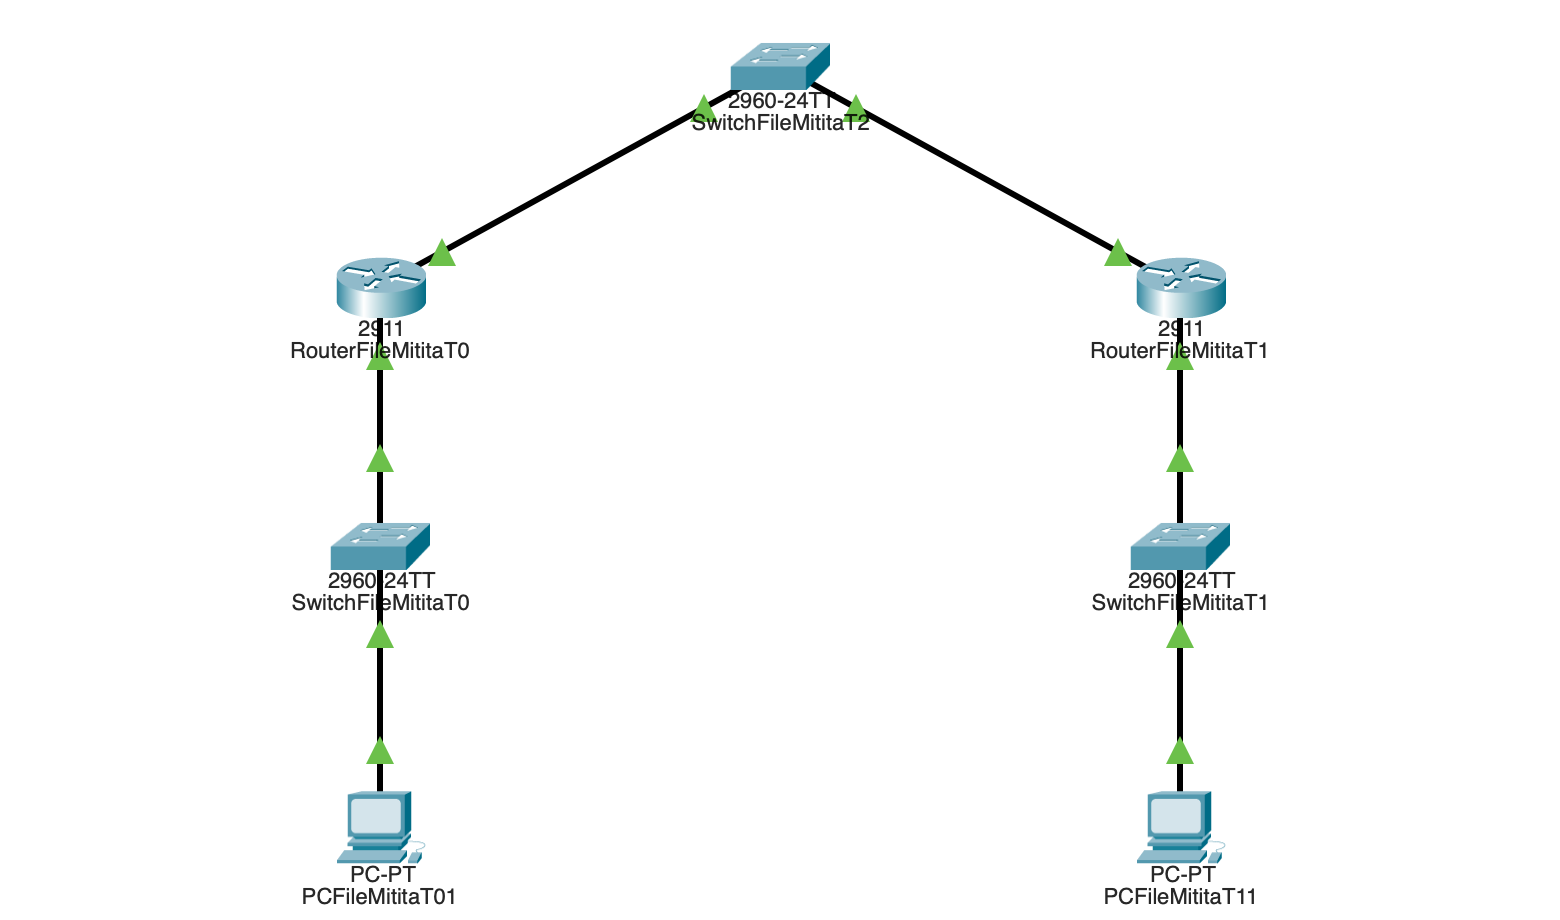 2960-24TT
SwitchFileMititaT2
2911
RouterFileMititaT0
2911
RouterFileMititaT1
2960-24TT
SwitchFileMititaT0
2960-24TT
SwitchFileMititaT1
PC-PT
PCFileMititaT01
PC-PT
PCFileMititaT11